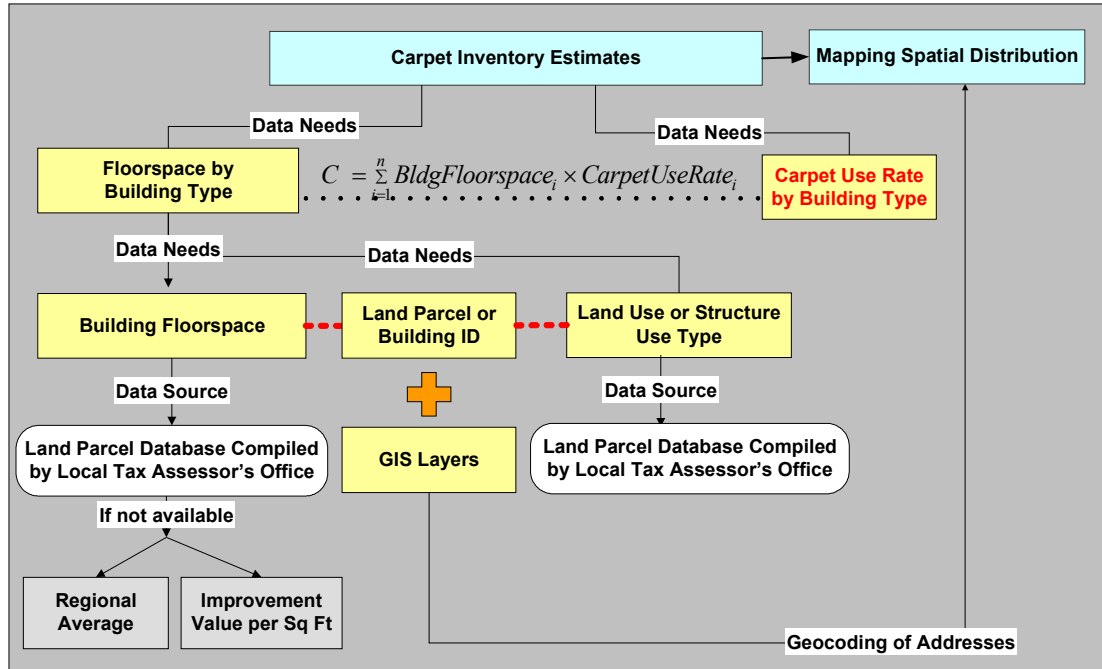 Carpet Inventory Estimates
Mapping Spatial Distribution
Data Needs
Data Needs
Floorspace by
Building Type
C = n∑i=1 BldgFloorspace_i × CarpetUseRate_i
Carpet Use Rate
by Building Type
Data Needs
Data Needs
Building Floorspace
Land Parcel or
Building ID
Land Use or Structure
Use Type
Data Source
Data Source
Land Parcel Database Compiled
by Local Tax Assessor's Office
GIS Layers
Land Parcel Database Compiled
by Local Tax Assessor's Office
If not available
Regional
Average
Improvement
Value per Sq Ft
Geocoding of Addresses